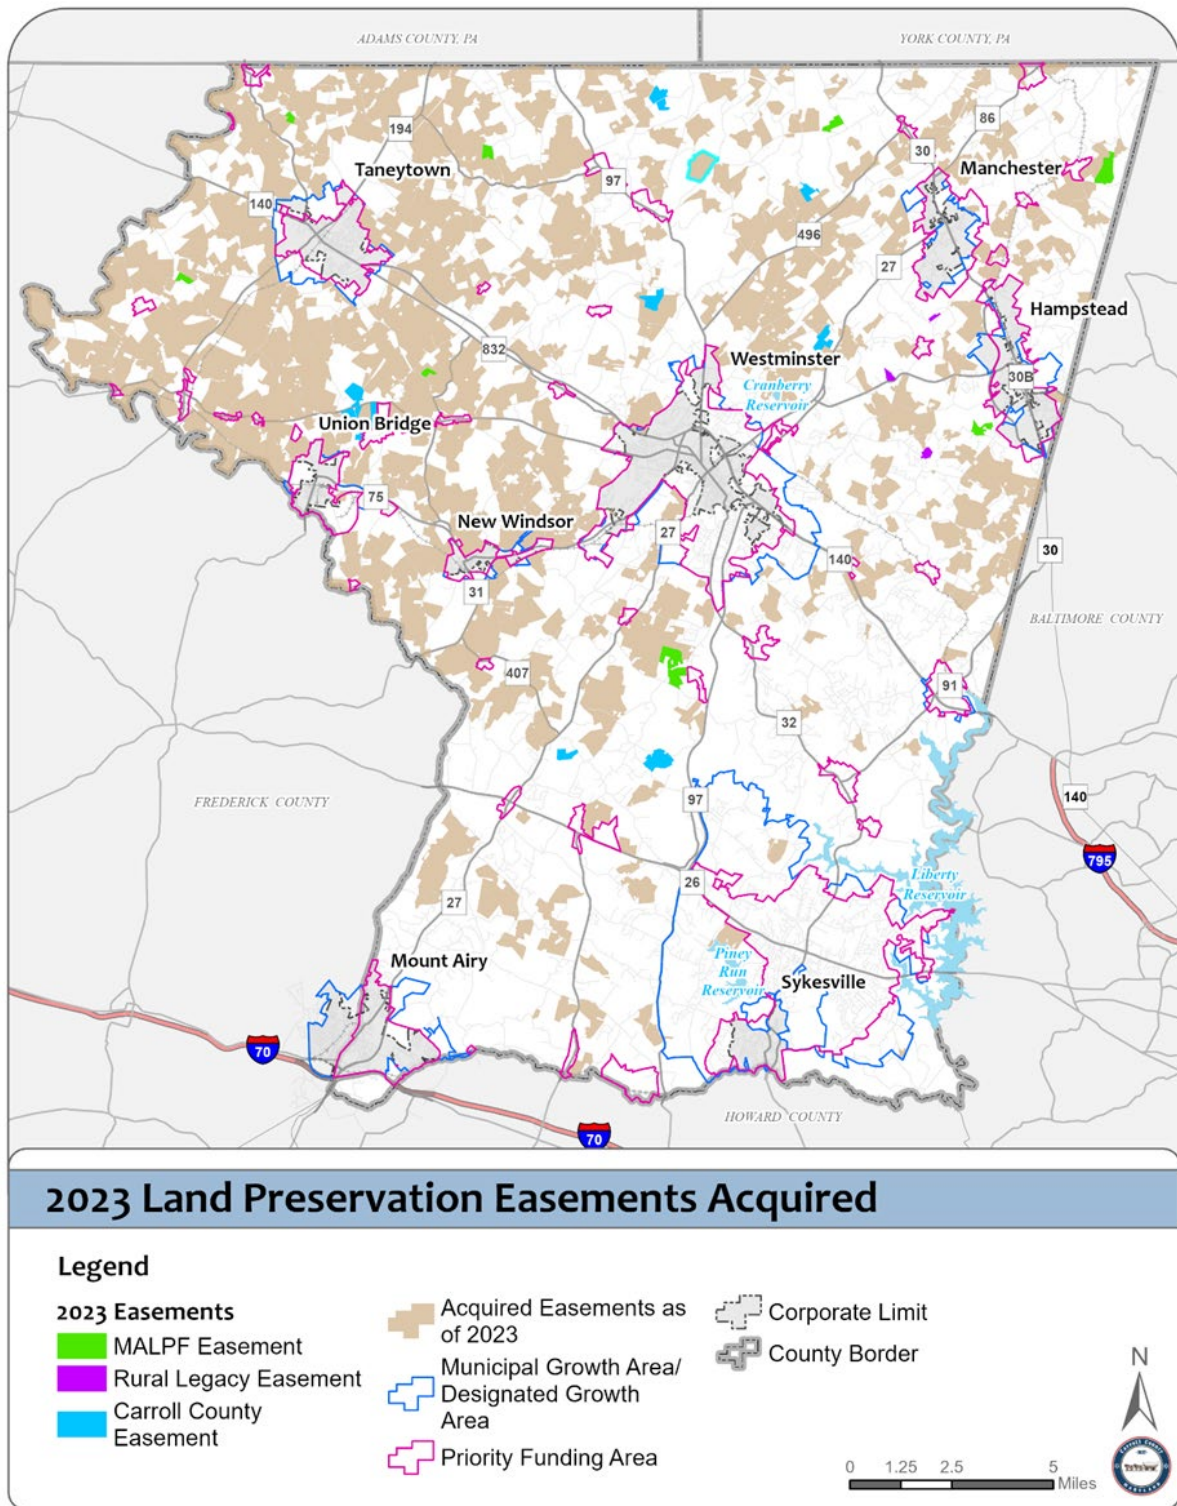 ADAMS COUNTY, PA
YORK COUNTY, PA
194
86
30
Taneytown
97
Manchester
140
496
27
Hampstead
832
Westminster
Cranberry
Reservoir
30B
Union Bridge
75
New Windsor
27
140
30
31
BALTIMORE COUNTY
407
91
32
FREDERICK COUNTY
97
140
795
26
Liberty
Reservoir
27
Mount Airy
Piney
Run
Reservoir
Sykesville
70
HOWARD COUNTY
70
2023 Land Preservation Easements Acquired
Legend
2023 Easements
MALPF Easement
Rural Legacy Easement
Carroll County
Easement
Acquired Easements as
of 2023
Municipal Growth Area/
Designated Growth
Area
Priority Funding Area
Corporate Limit
County Border
N
0 1.25 2.5 5
Miles